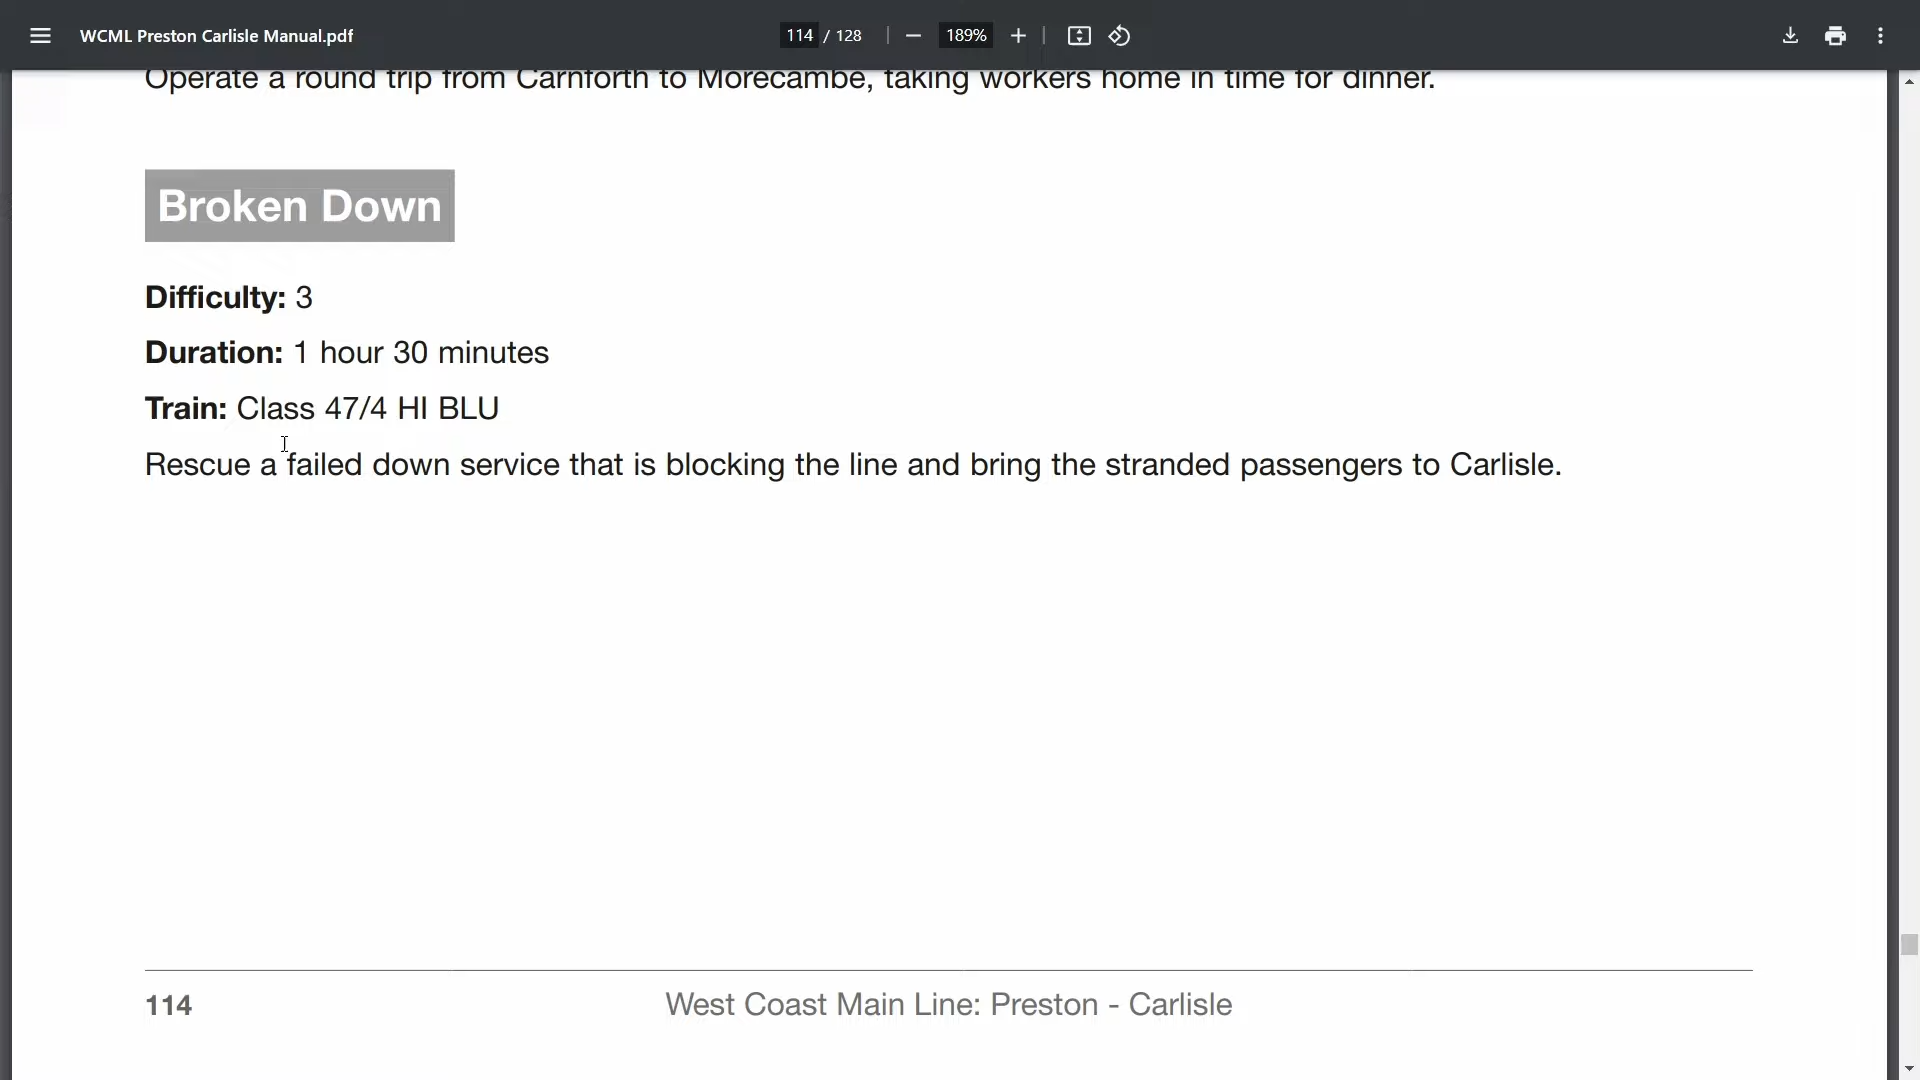 WCML Preston Carlisle Manual.pdf
114 / 128
189%
Operate a round trip from Carnforth to Morecambe, taking workers home in time for dinner.
Broken Down
Difficulty: 3
Duration: 1 hour 30 minutes
Train: Class 47/4 HI BLU
Rescue a failed down service that is blocking the line and bring the stranded passengers to Carlisle.
114
West Coast Main Line: Preston - Carlisle